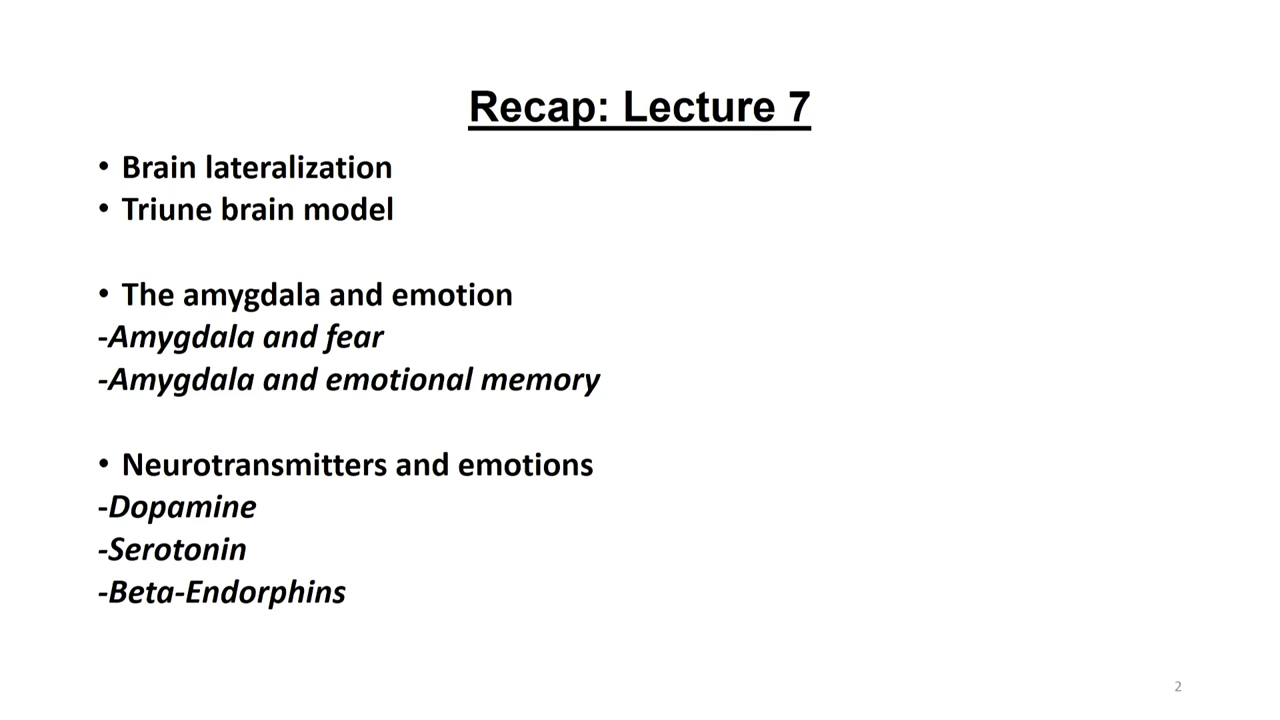 Recap: Lecture 7
• Brain lateralization
• Triune brain model
• The amygdala and emotion
-Amygdala and fear
-Amygdala and emotional memory
• Neurotransmitters and emotions
-Dopamine
-Serotonin
-Beta-Endorphins
2